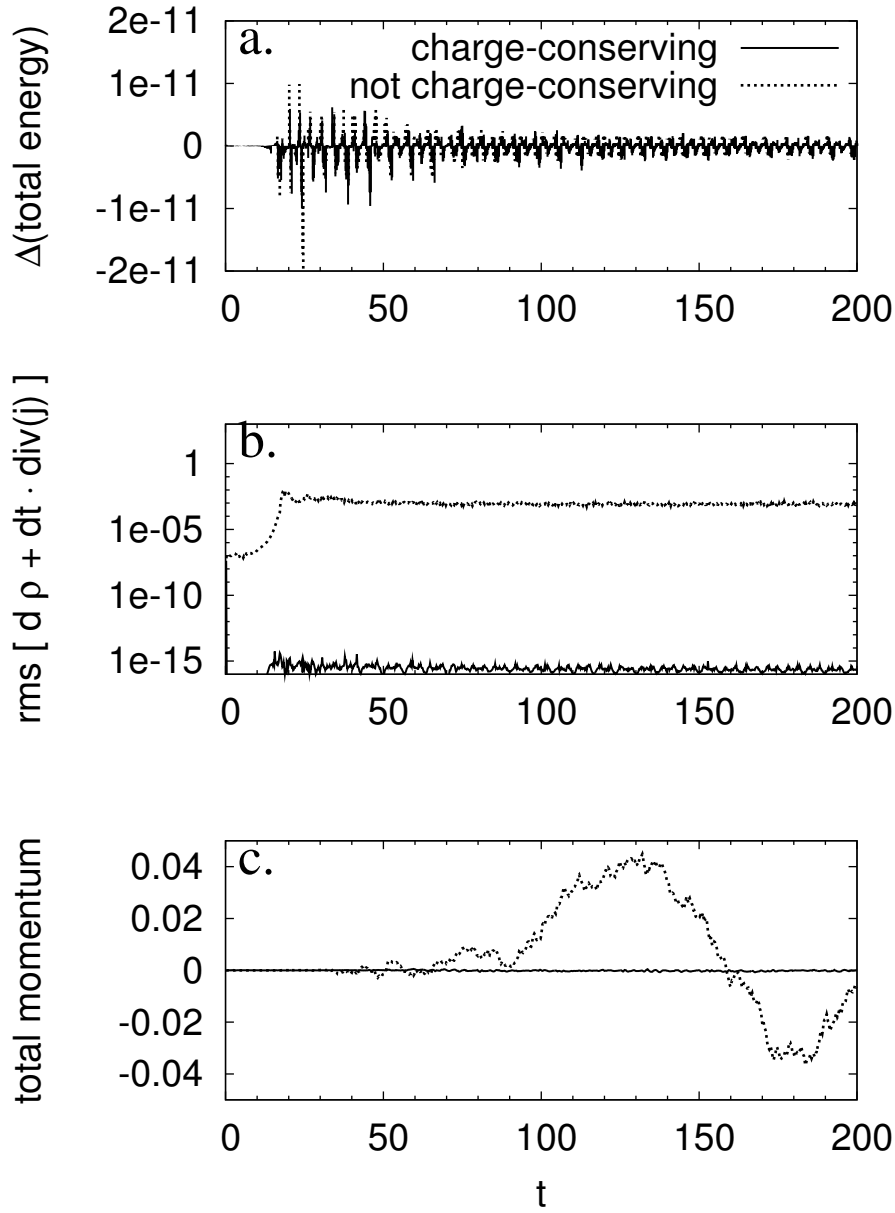 a.
charge-conserving
not charge-conserving
Δ(total energy)
2e-11
1e-11
0
-1e-11
-2e-11
0 50 100 150 200
b.
rms [ d ρ + dt · div(j) ]
1
1e-05
1e-10
1e-15
0 50 100 150 200
c.
total momentum
0.04
0.02
0
-0.02
-0.04
0 50 100 150 200
t